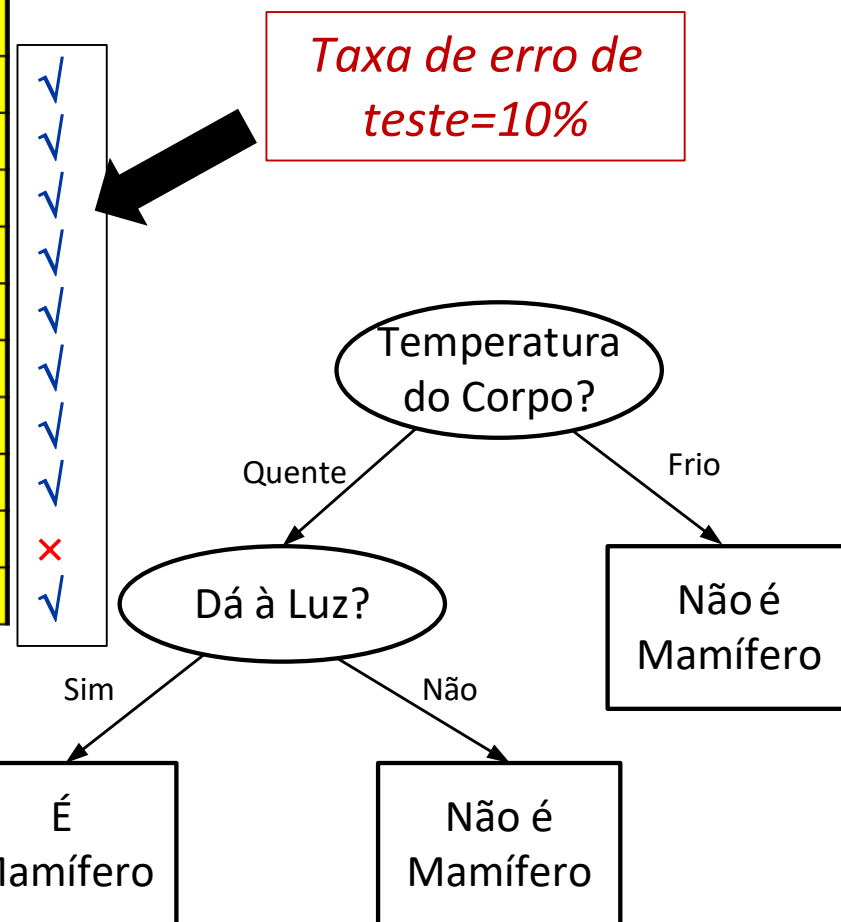 Taxa de erro de
teste=10%
√
√
√
√
√
√
√
√
×
√
Temperatura
do Corpo?
Quente
Frio
Dá à Luz?
Não é
Mamífero
Sim
Não
É
Mamífero
Não é
Mamífero